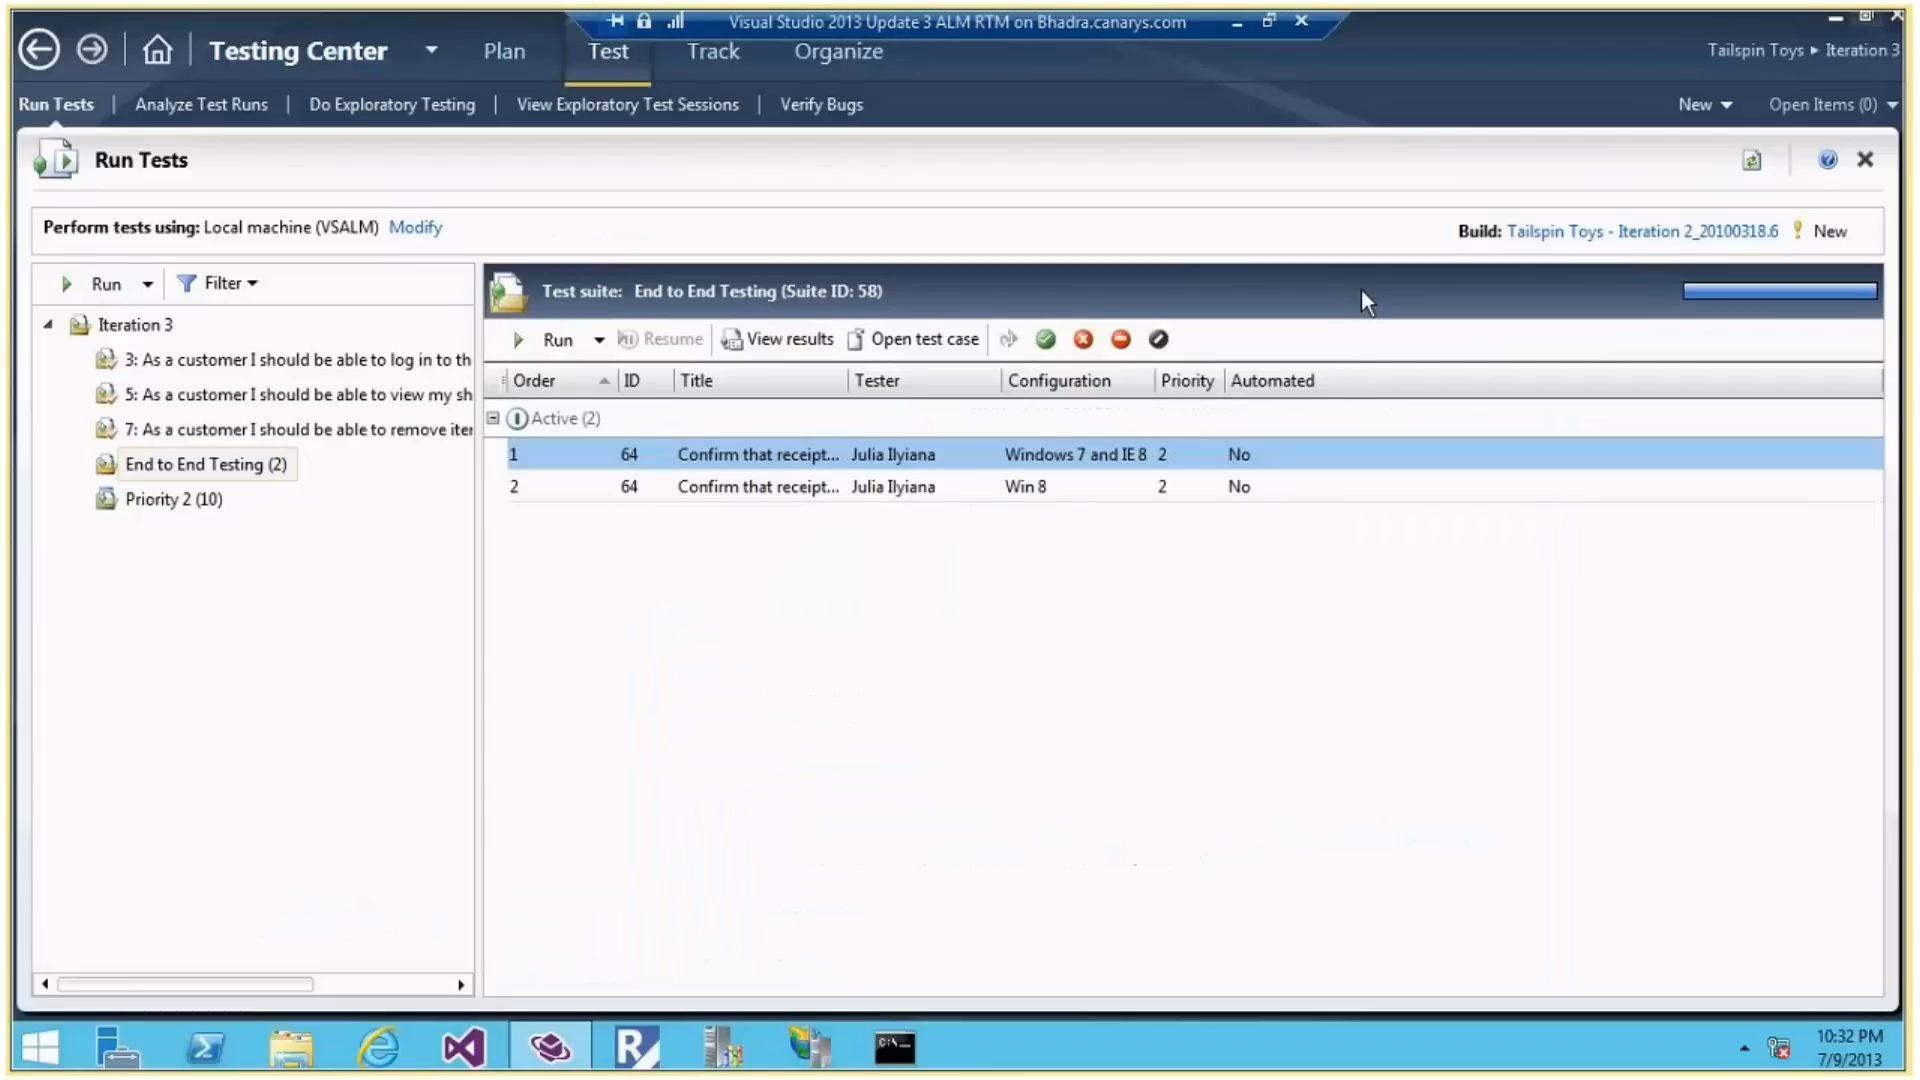 Visual Studio 2013 Update 3 ALM RTM on Bhadra.canarys.com
Testing Center Plan Test Track Organize
Tailspin Toys ▸ Iteration 3
Run Tests | Analyze Test Runs | Do Exploratory Testing | View Exploratory Test Sessions | Verify Bugs
New Open Items (0)
Run Tests
Perform tests using: Local machine (VSALM) Modify
Build: Tailspin Toys - Iteration 2_20100318.6 New
Run Filter
Iteration 3
3: As a customer I should be able to log in to th
5: As a customer I should be able to view my sh
7: As a customer I should be able to remove iter
End to End Testing (2)
Priority 2 (10)
Test suite: End to End Testing (Suite ID: 58)
Run Resume View results Open test case
Order ID Title Tester Configuration Priority Automated
Active (2)
1 64 Confirm that receipt... Julia Ilyiana Windows 7 and IE 8 2 No
2 64 Confirm that receipt... Julia Ilyiana Win 8 2 No
C:\
10:32 PM
7/9/2013